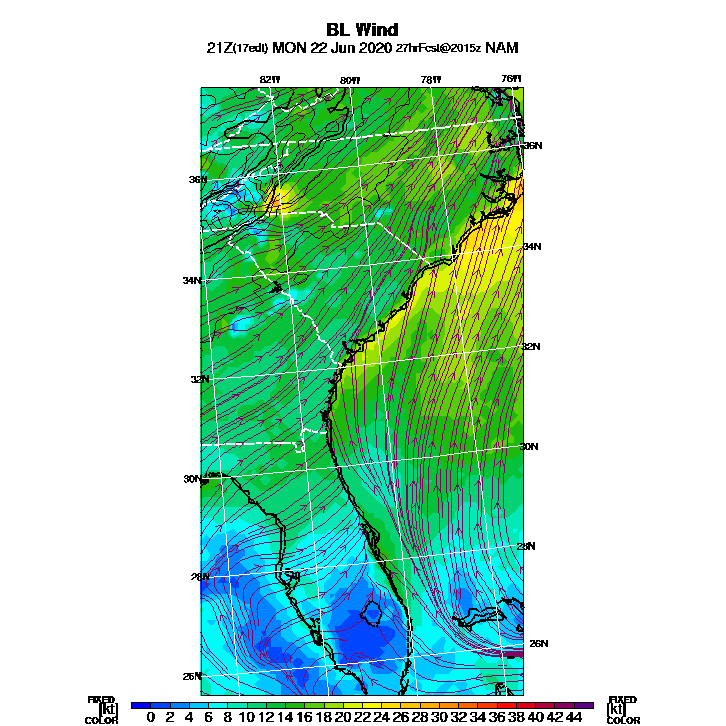 BL Wind
21Z(17edt) MON 22 Jun 2020 27hrFcst@2015z NAM
82W 80W 78W 76W
36N
36N
34N
34N
32N
32N
30N
30N
28N
28N
26N
26N
FIXED FIXED
[kt] 0 2 4 6 8 10 12 14 16 18 20 22 24 26 28 30 32 34 36 38 40 42 44 [kt]
COLOR COLOR